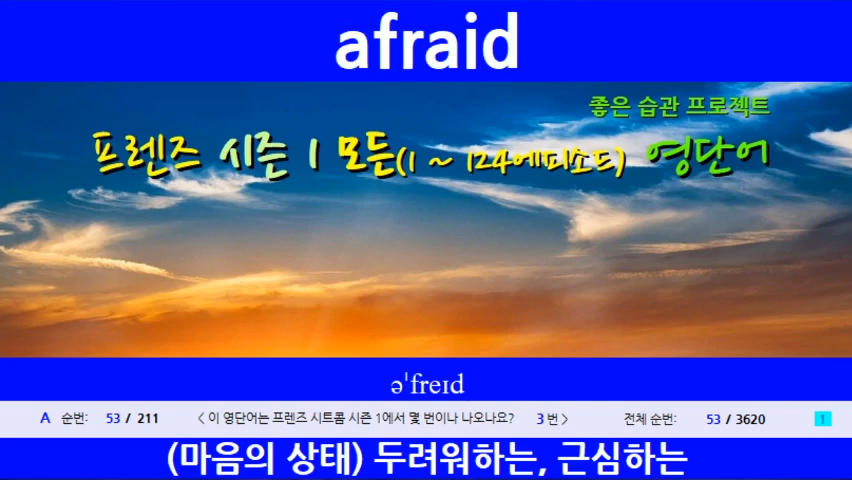 afraid
좋은 습관 프로젝트
프렌즈 시즌 1 모든(1 ~ 124에피소드) 영단어
əˈfreɪd
A 순번: 53 / 211 < 이 영단어는 프렌즈 시트콤 시즌 1에서 몇 번이나 나오나요? 3 번 > 전체 순번: 53 / 3620 1
(마음의 상태) 두려워하는, 근심하는